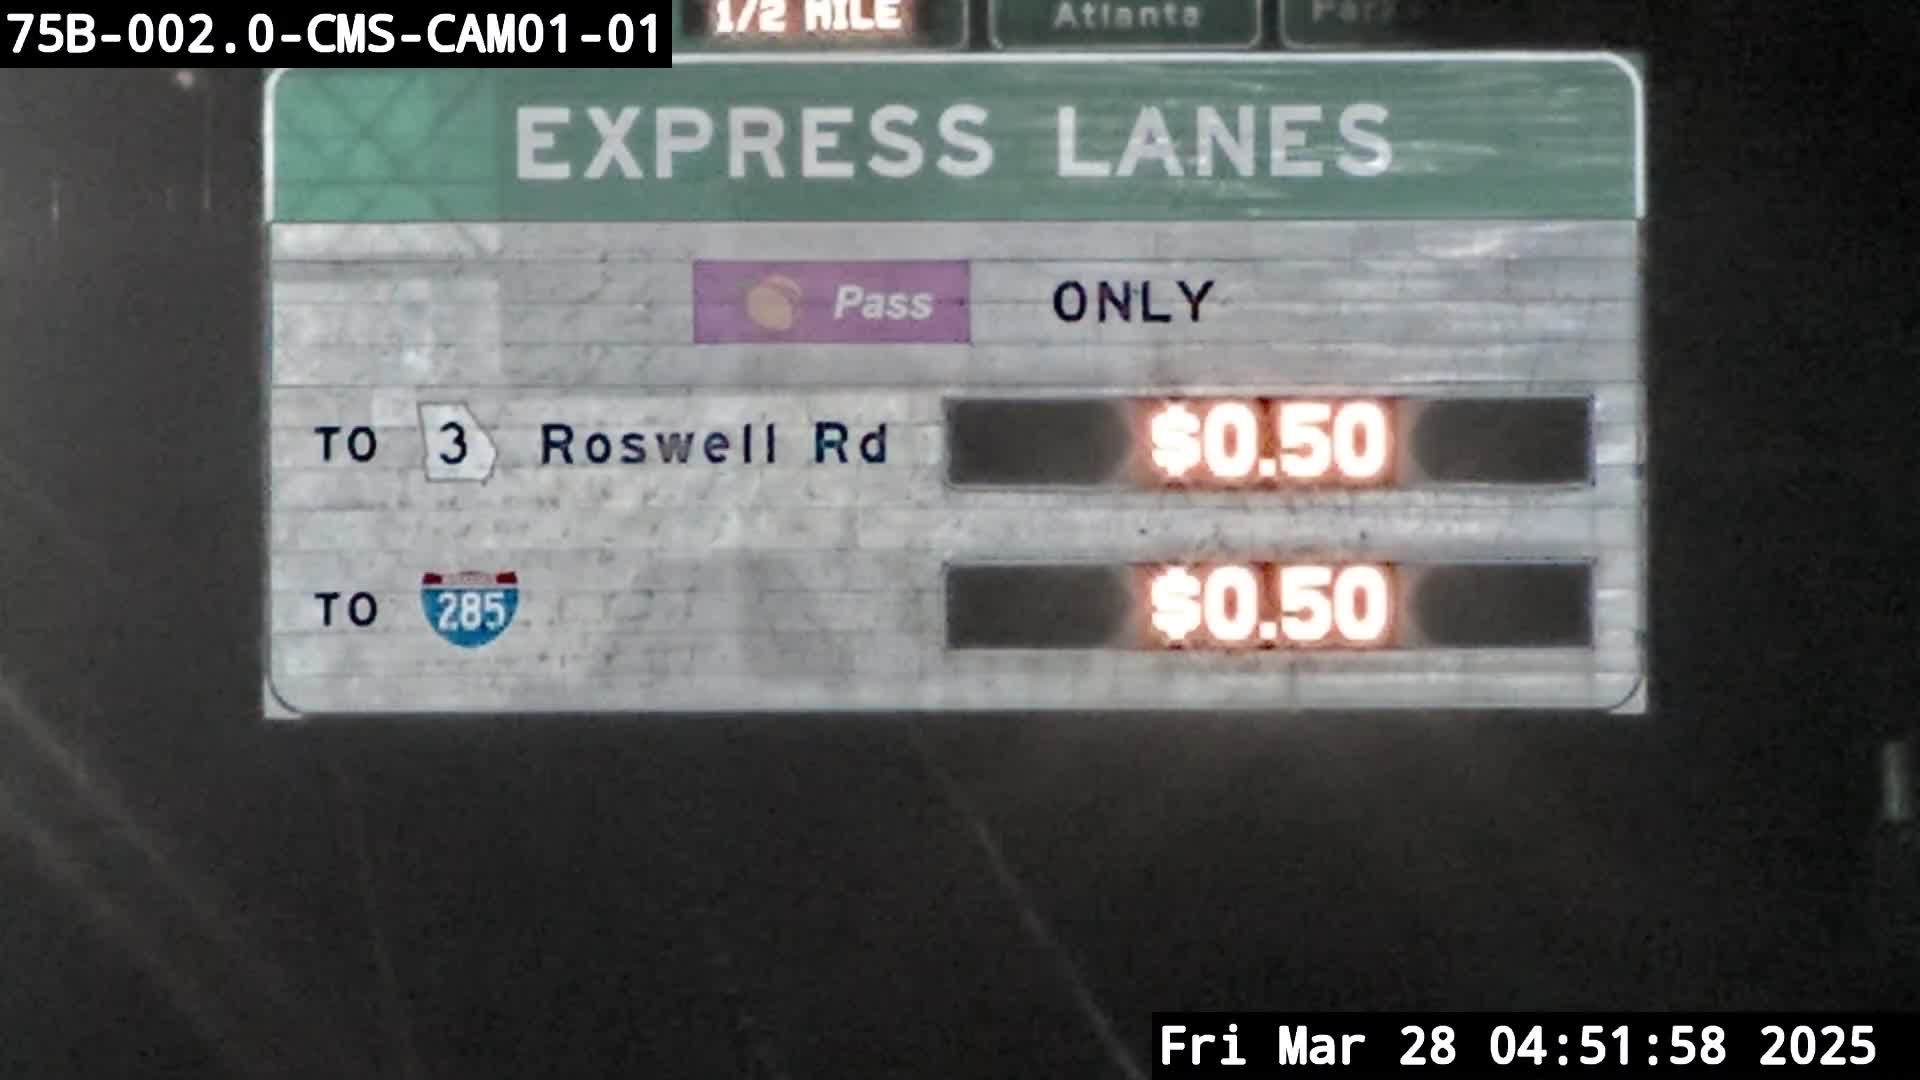 75B-002.0-CMS-CAM01-01
1/2 MILE
Atlanta
EXPRESS LANES
Pass ONLY
TO 3 Roswell Rd $0.50
TO 285 $0.50
Fri Mar 28 04:51:58 2025